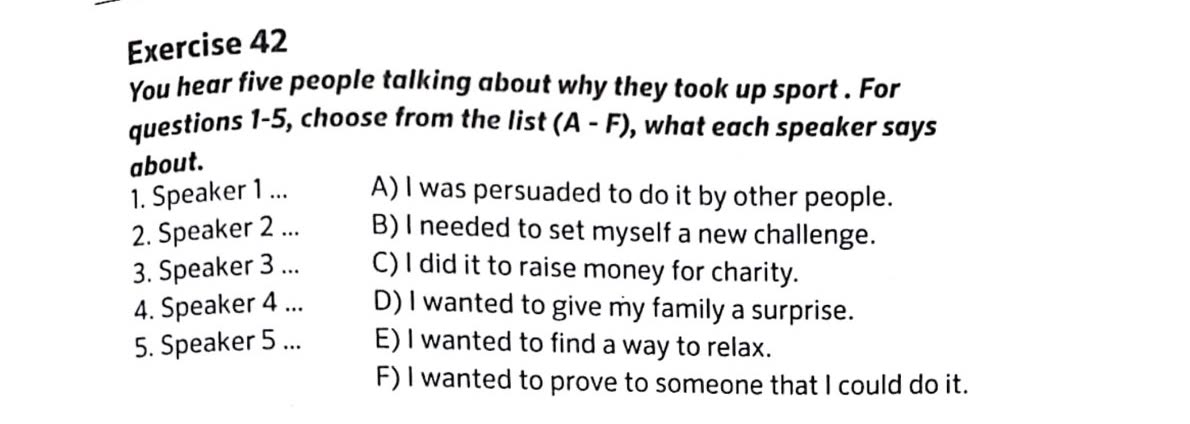 Exercise 42
You hear five people talking about why they took up sport . For
questions 1-5, choose from the list (A - F), what each speaker says
about.
1. Speaker 1 ...
2. Speaker 2 ...
3. Speaker 3 ...
4. Speaker 4 ...
5. Speaker 5 ...
A) I was persuaded to do it by other people.
B) I needed to set myself a new challenge.
C) I did it to raise money for charity.
D) I wanted to give my family a surprise.
E) I wanted to find a way to relax.
F) I wanted to prove to someone that I could do it.